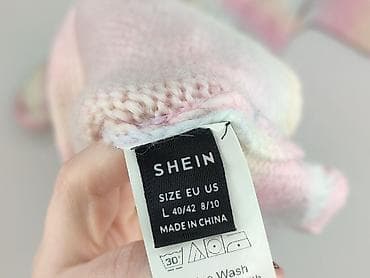 SHEIN
SIZE EU US
L 40/42 8/10
MADE IN CHINA
30°
Wash